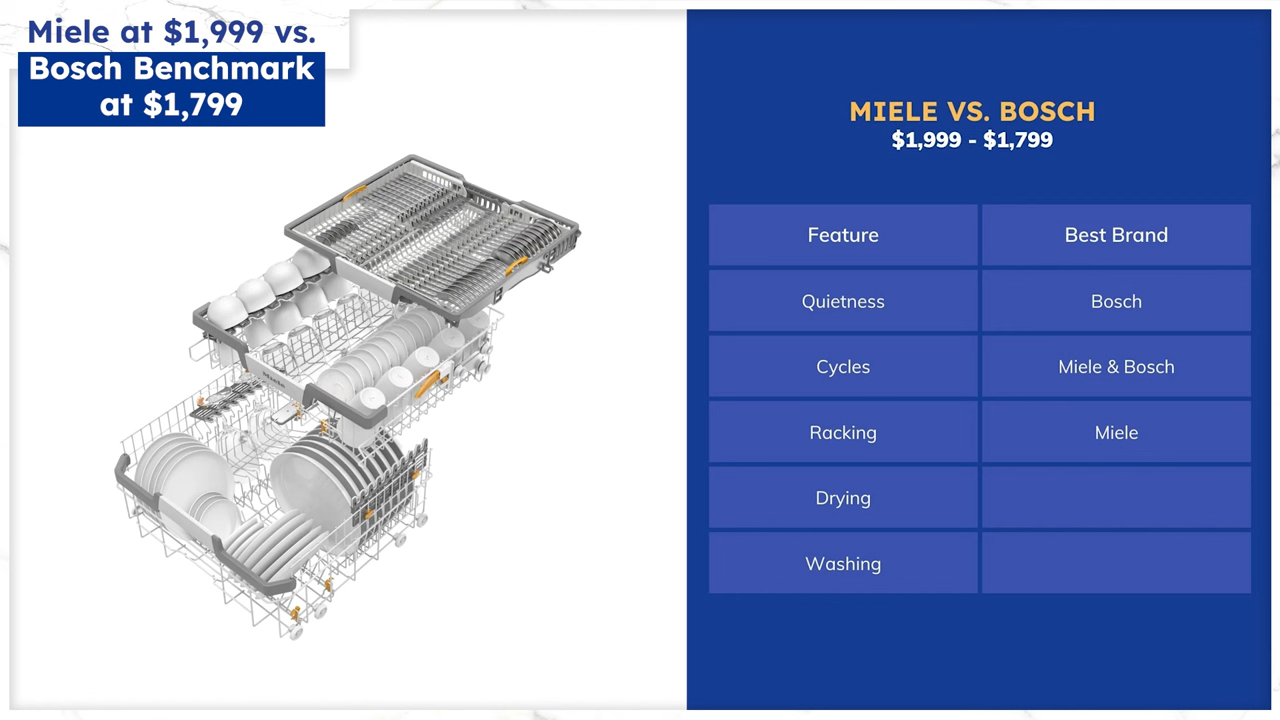 Miele at $1,999 vs.
Bosch Benchmark
at $1,799
MIELE VS. BOSCH
$1,999 - $1,799
Feature
Best Brand
Quietness
Bosch
Cycles
Miele & Bosch
Racking
Miele
Drying
Washing
Miele